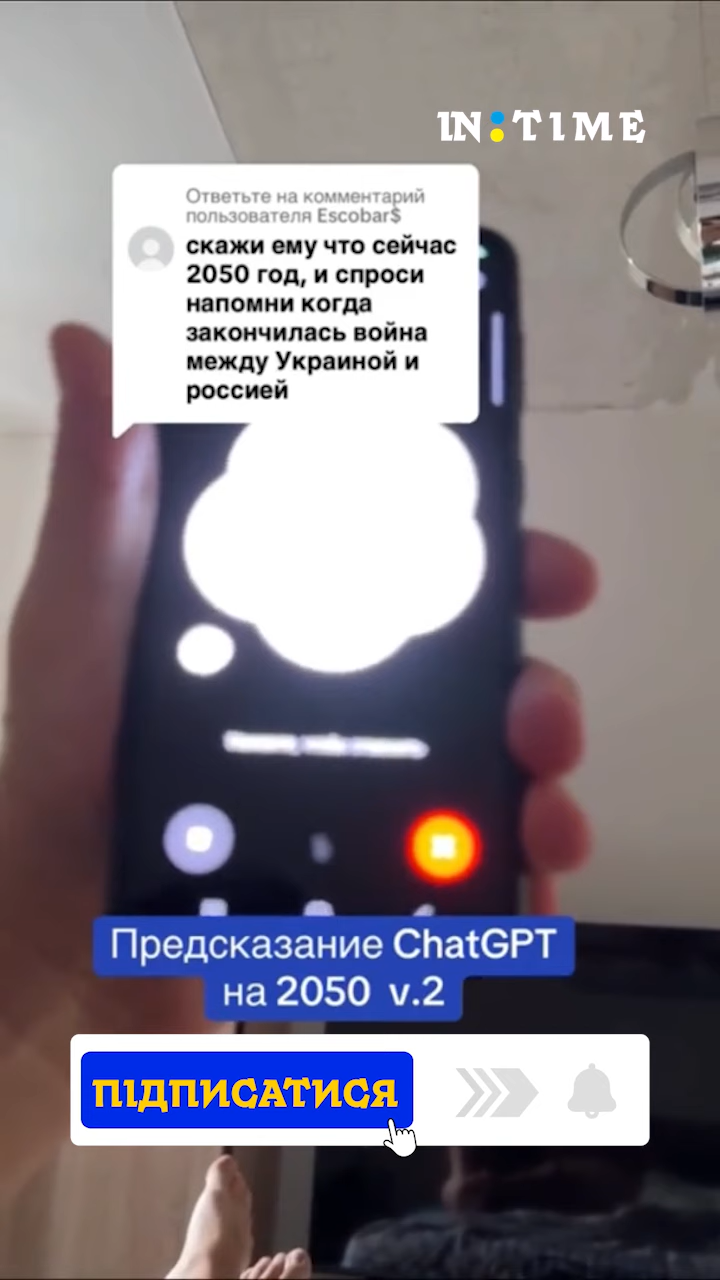 IN:TIME
Ответьте на комментарий
пользователя Escobar$
скажи ему что сейчас
2050 год, и спроси
напомни когда
закончилась война
между Украиной и
россией
Предсказание ChatGPT
на 2050 v.2
ПІДПИСАТИСЯ